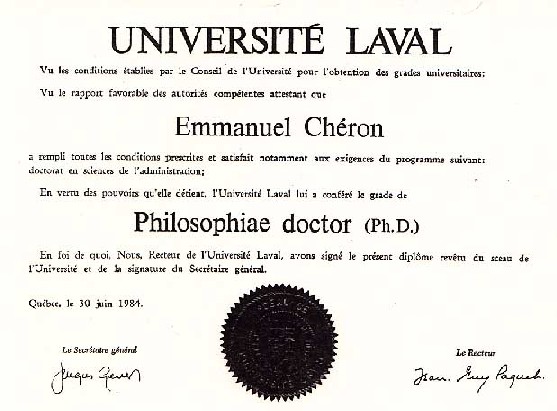 UNIVERSITÉ LAVAL
Vu les conditions établies par le Conseil de l'Université pour l'obtention des grades universitaires;
Vu le rapport favorable des autorités compétentes attestant que
Emmanuel Chéron
a rempli toutes les conditions prescrites et satisfait notamment aux exigences du programme suivant:
doctorat en sciences de l'administration;
En vertu des pouvoirs qu'elle détient, l'Université Laval lui a conféré le grade de
Philosophiae doctor (Ph.D.)
En foi de quoi, Nous, Recteur de l'Université Laval, avons signé le présent diplôme revêtu du sceau de
l'Université et de la signature du Secrétaire général.
Québec, le 30 juin 1984.
Le Secrétaire général
Le Recteur
Jean-Guy Paquet